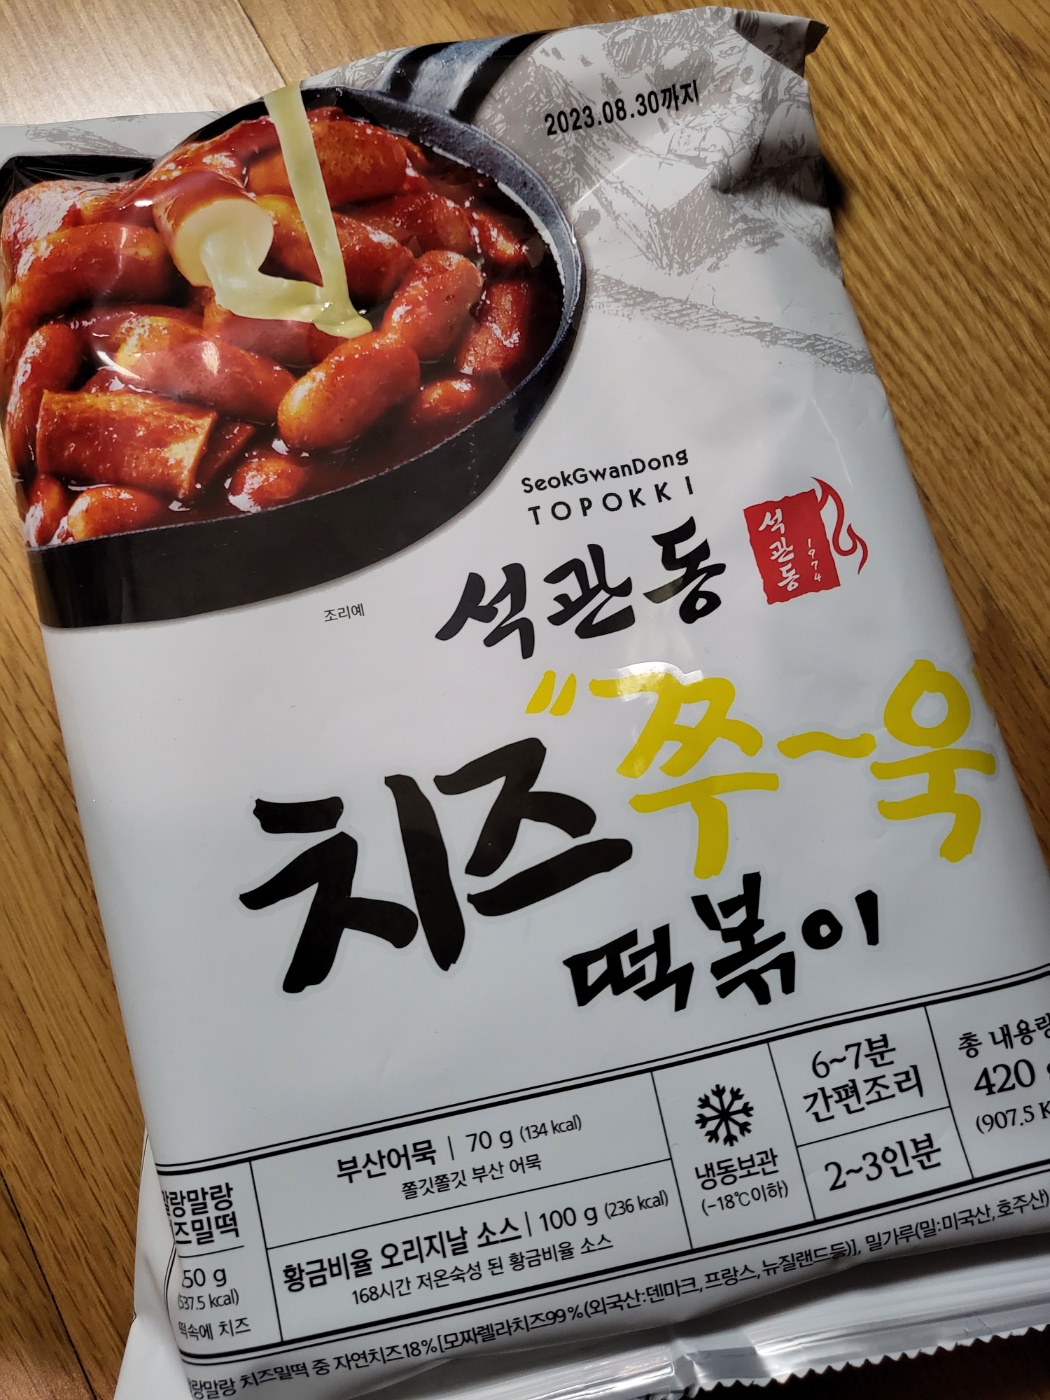 2023.08.30까지
SeokGwanDong
TOPOKKI
석관동
석관동 1974
조리예
치즈 "쭈~욱
떡볶이
부산어묵 | 70 g (134 kcal)
쫄깃쫄깃 부산 어묵
황금비율 오리지날 소스 | 100 g (236 kcal)
168시간 저온숙성 된 황금비율 소스
냉동보관
(-18℃이하)
6~7분
간편조리
2~3인분
총 내용량
420
(907.5
말랑
밀떡
50 g
537.5 kcal)
떡속에 치즈
말랑 치즈밀떡 중 자연치즈18%[모짜렐라치즈99%(외국산:덴마크, 프랑스, 뉴질랜드등)], 밀가루(밀:미국산, 호주산)